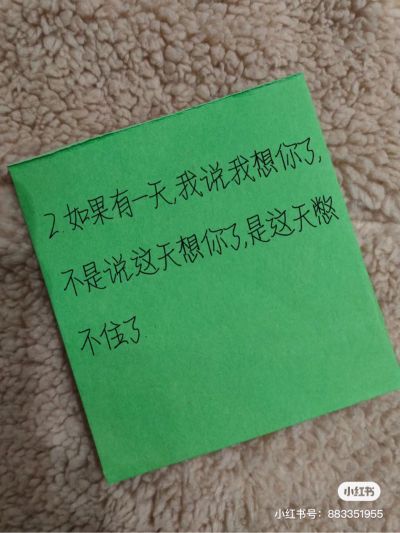 2.如果有一天,我说我想你了,
不是说这天想你了,是这天憋
不住了
小红书
小红书号：883351955